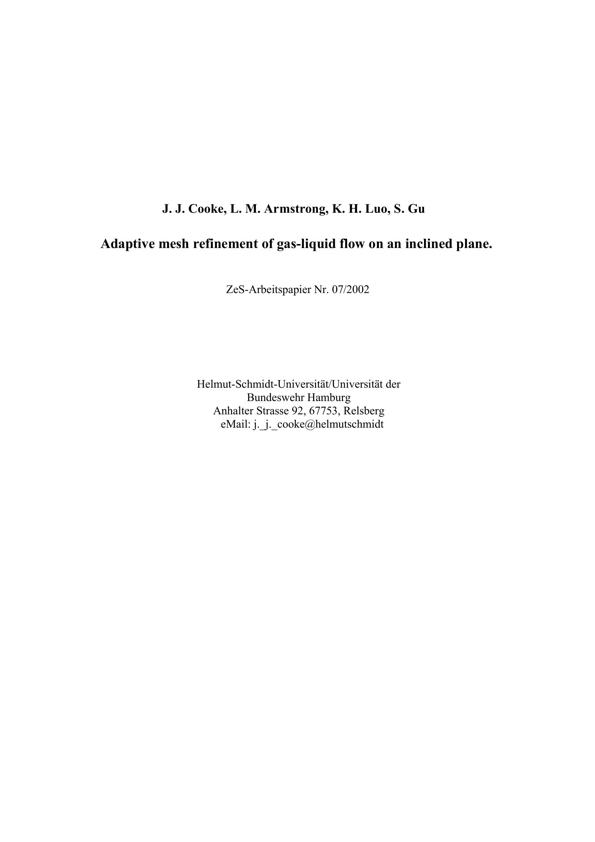 J. J. Cooke, L. M. Armstrong, K. H. Luo, S. Gu
Adaptive mesh refinement of gas-liquid flow on an inclined plane.
ZeS-Arbeitspapier Nr. 07/2002
Helmut-Schmidt-Universität/Universität der
Bundeswehr Hamburg
Anhalter Strasse 92, 67753, Relsberg
eMail: j._j._cooke@helmutschmidt